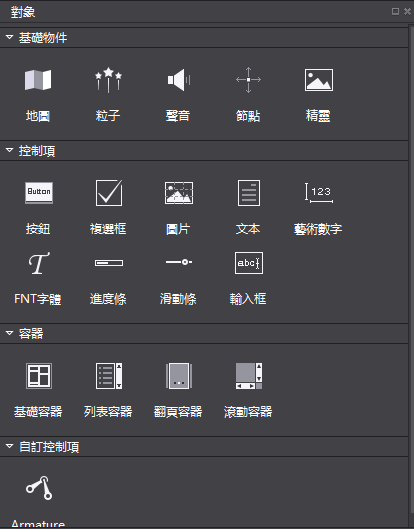 對象
基礎物件
地圖 粒子 聲音 節點 精靈
控制項
Button 123
按鈕 複選框 圖片 文本 藝術數字
T abc
FNT字體 進度條 滑動條 輸入框
容器
基礎容器 列表容器 翻頁容器 滾動容器
自訂控制項
Armature